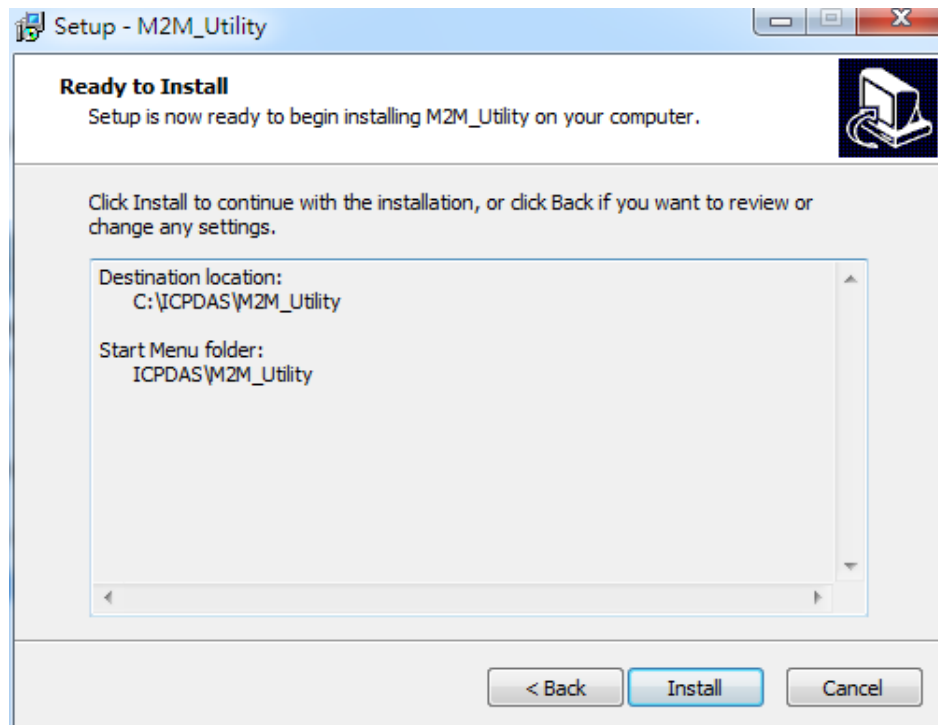 Setup - M2M_Utility
Ready to Install
Setup is now ready to begin installing M2M_Utility on your computer.
Click Install to continue with the installation, or click Back if you want to review or
change any settings.
Destination location:
C:\ICPDAS\M2M_Utility
Start Menu folder:
ICPDAS\M2M_Utility
< Back Install Cancel